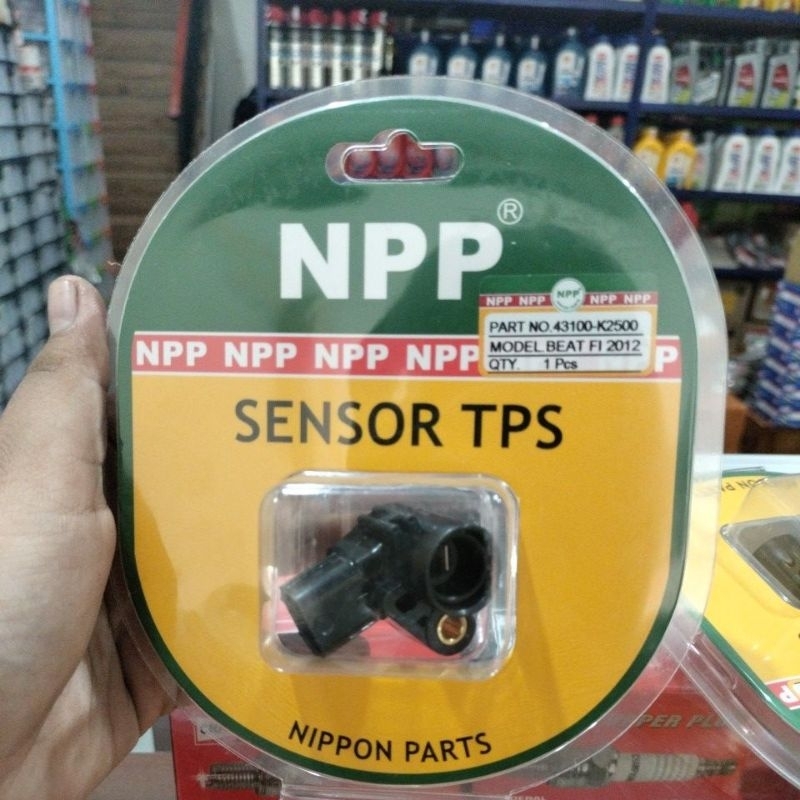 NPP®
NPP NPP NPP NPP NPP
PART NO.43100-K2500
MODEL.BEAT FI 2012
QTY. 1 Pcs
NPP NPP NPP NPP P
SENSOR TPS
NIPPON PARTS